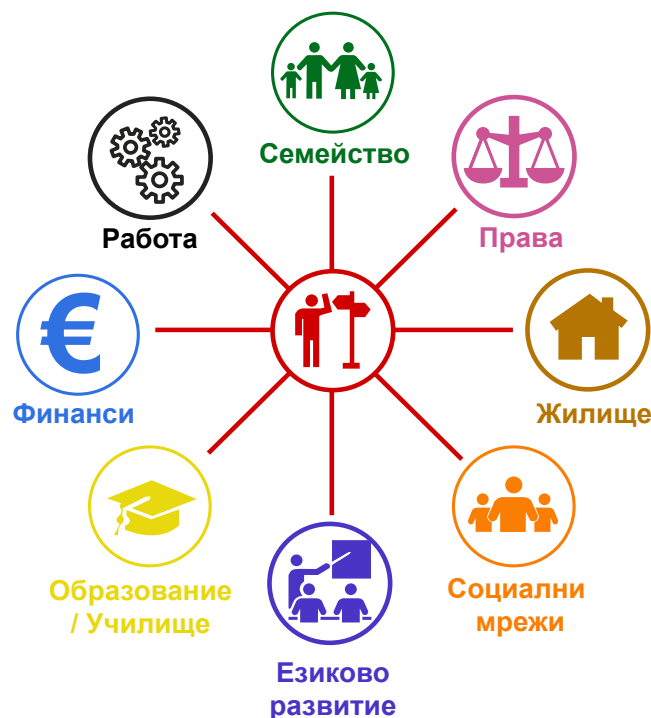 Семейство
Работа
Права
€
Финанси
Жилище
Образование
/ Училище
Социални
мрежи
Езиково
развитие